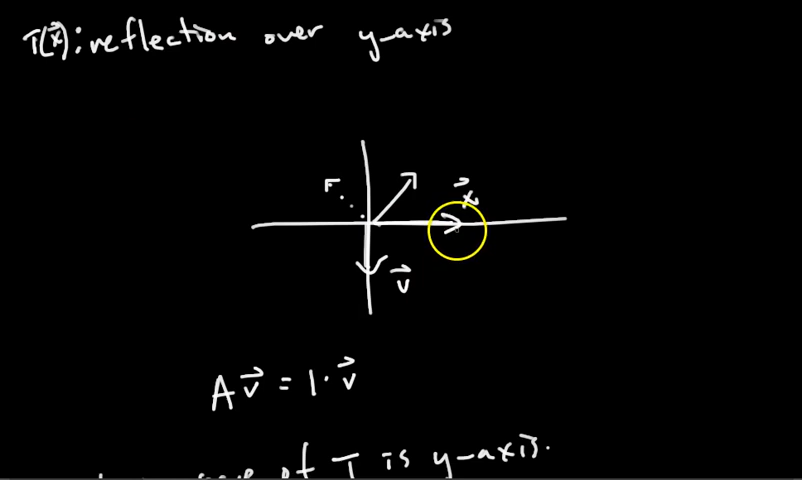 T(x⃗): reflection over y-axis
x⃗
v⃗
Av⃗ = 1·v⃗
of T is y-axis.